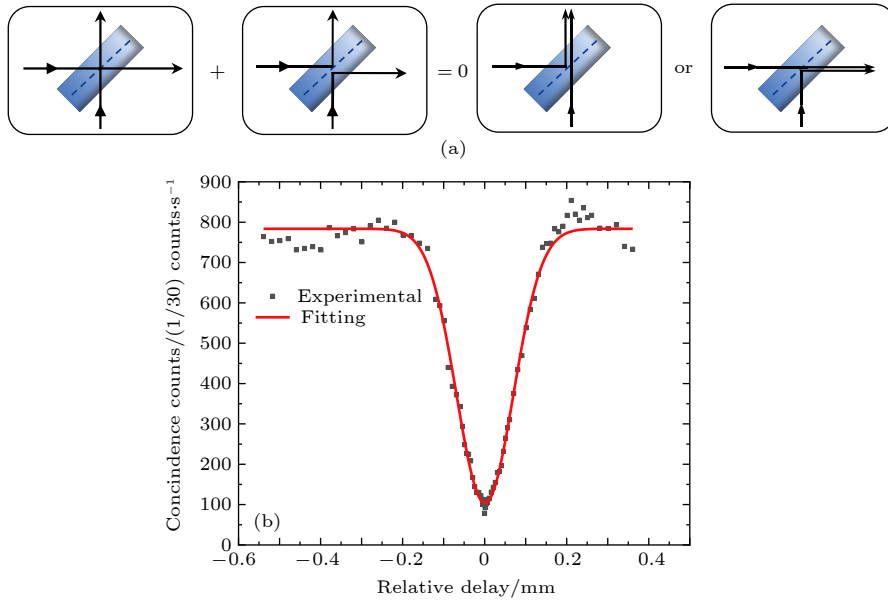 + = 0 or
(a)
900
800
700
600
500
400
300
200
100
0
Concindence counts/(1/30) counts·s⁻¹
Experimental
Fitting
(b)
−0.6 −0.4 −0.2 0 0.2 0.4
Relative delay/mm